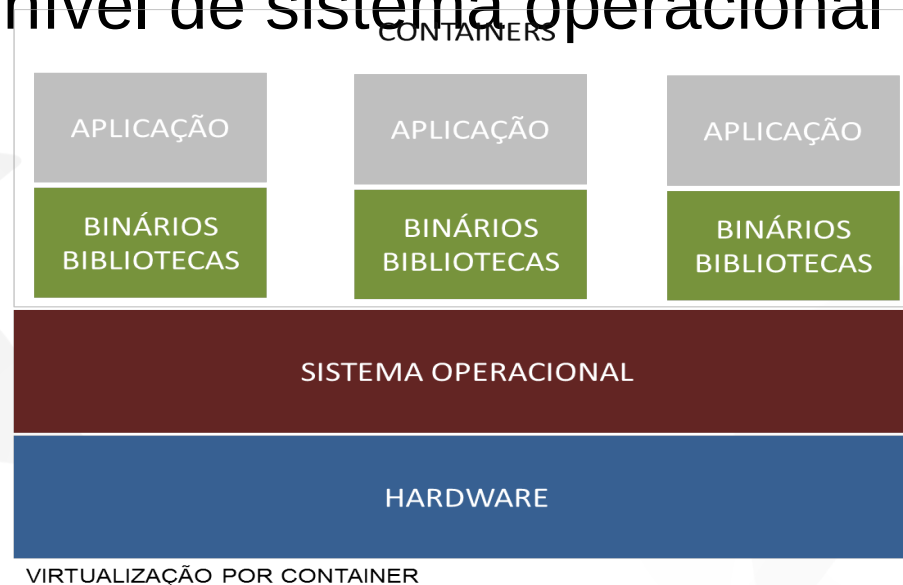 nível de sistema operacional
CONTAINERS
APLICAÇÃO
APLICAÇÃO
APLICAÇÃO
BINÁRIOS
BIBLIOTECAS
BINÁRIOS
BIBLIOTECAS
BINÁRIOS
BIBLIOTECAS
SISTEMA OPERACIONAL
HARDWARE
VIRTUALIZAÇÃO POR CONTAINER